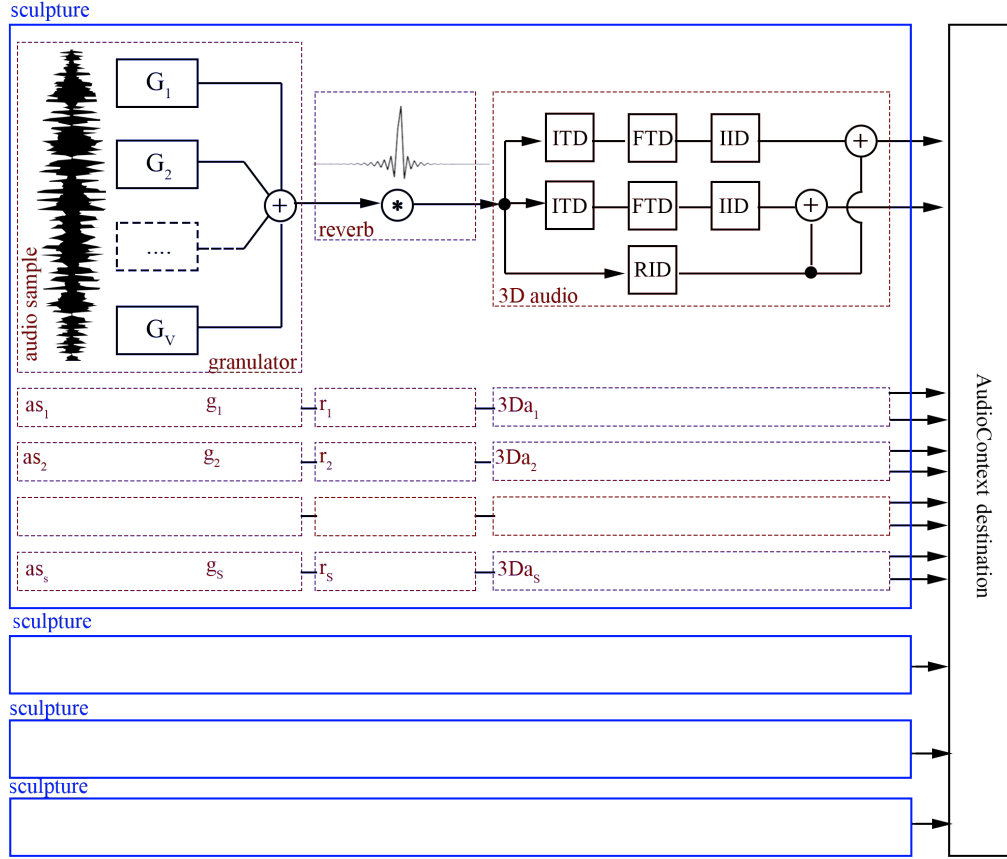 sculpture
G1
G2
....
GV
+
audio sample
granulator
*
reverb
ITD FTD IID +
ITD FTD IID +
RID
3D audio
as1 g1 r1 3Da1
as2 g2 r2 3Da2
ass gS rS 3DaS
AudioContext destination
sculpture
sculpture
sculpture